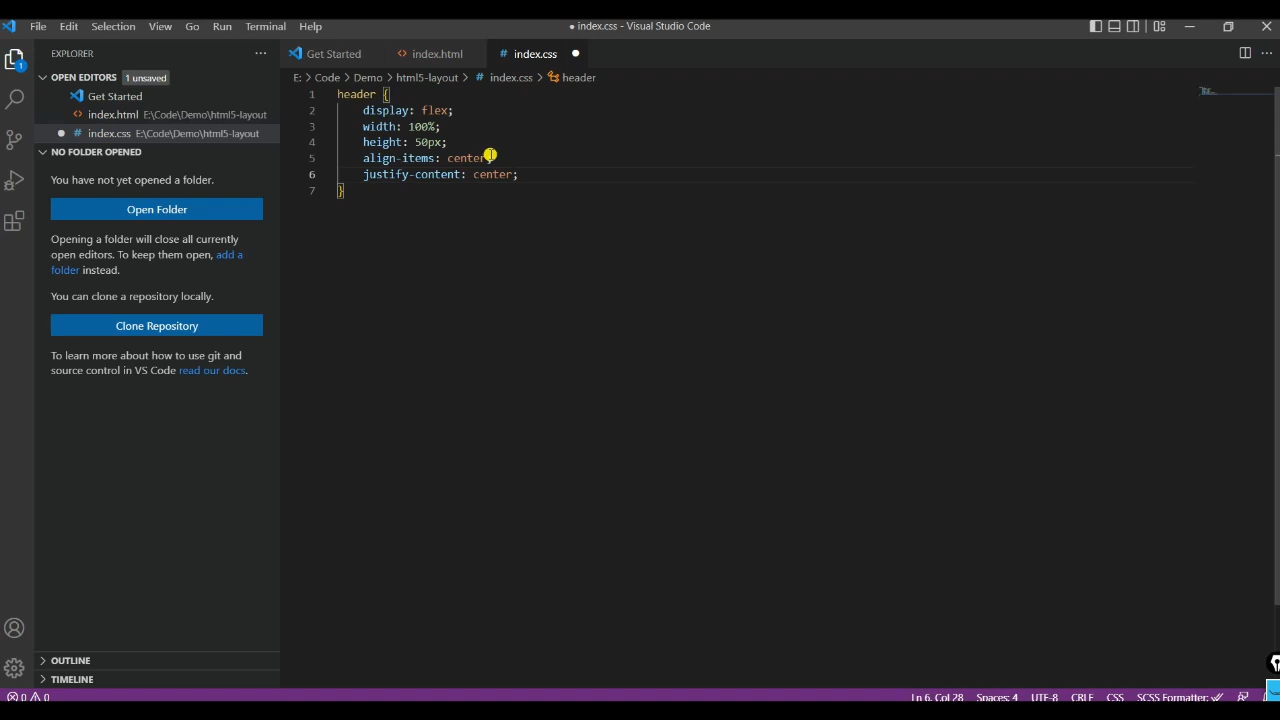 File Edit Selection View Go Run Terminal Help
● index.css - Visual Studio Code
EXPLORER
Get Started
index.html
index.css
OPEN EDITORS 1 unsaved
Get Started
index.html E:\Code\Demo\html5-layout
index.css E:\Code\Demo\html5-layout
NO FOLDER OPENED
You have not yet opened a folder.
Open Folder
Opening a folder will close all currently
open editors. To keep them open, add a
folder instead.
You can clone a repository locally.
Clone Repository
To learn more about how to use git and
source control in VS Code read our docs.
OUTLINE
TIMELINE
E: > Code > Demo > html5-layout > # index.css > header
1 header {
2 display: flex;
3 width: 100%;
4 height: 50px;
5 align-items: center;
6 justify-content: center;
7 }
1
0 0
Ln 6, Col 28 Spaces: 4 UTF-8 CRLF CSS SCSS Formatter: